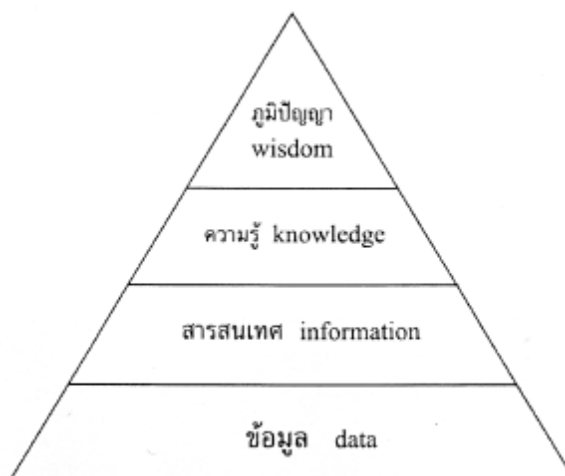 ภูมิปัญญา
wisdom
ความรู้ knowledge
สารสนเทศ information
ข้อมูล data